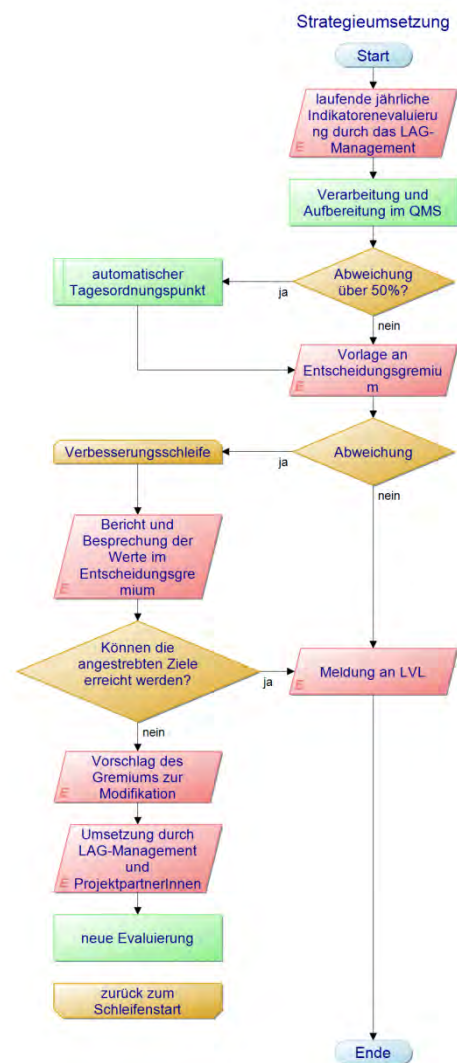 Strategieumsetzung
Start
laufende jährliche
Indikatorenevaluieru
ng durch das LAG-
Management
E
Verarbeitung und
Aufbereitung im QMS
Abweichung
über 50%?
ja
nein
automatischer
Tagesordnungspunkt
Vorlage an
Entscheidungsgremiu
m
E
Abweichung
ja
nein
Verbesserungsschleife
Bericht und
Besprechung der
Werte im
Entscheidungsgre
mium
E
Können die
angestrebten Ziele
erreicht werden?
ja
nein
Meldung an LVL
E
Vorschlag des
Gremiums zur
Modifikation
E
Umsetzung durch
LAG-Management
und
ProjektpartnerInnen
E
neue Evaluierung
zurück zum
Schleifenstart
Ende